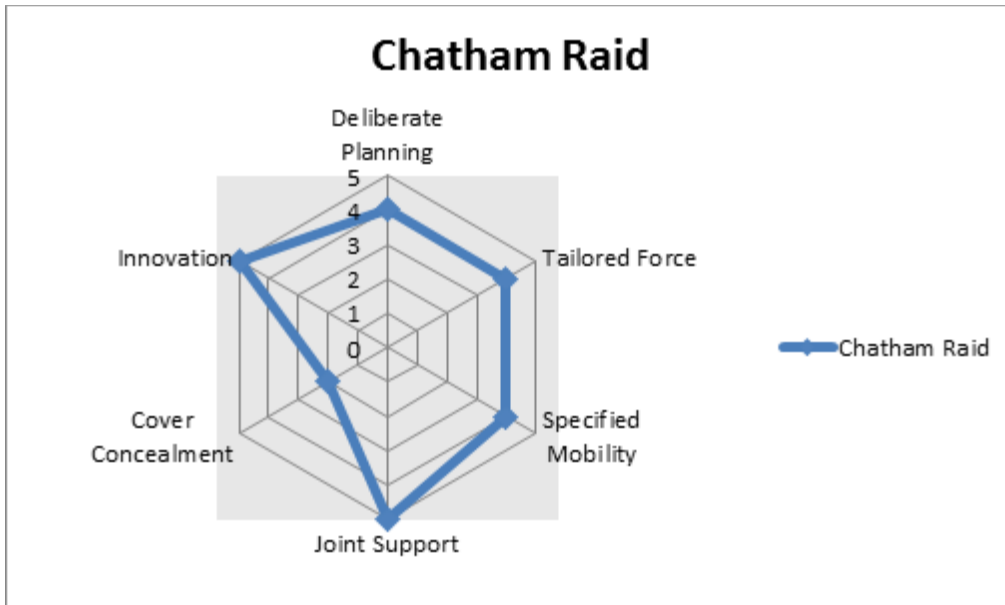 Chatham Raid
Deliberate
Planning
5
4
3
2
1
0
Innovation
Tailored Force
Cover
Concealment
Specified
Mobility
Joint Support
Chatham Raid